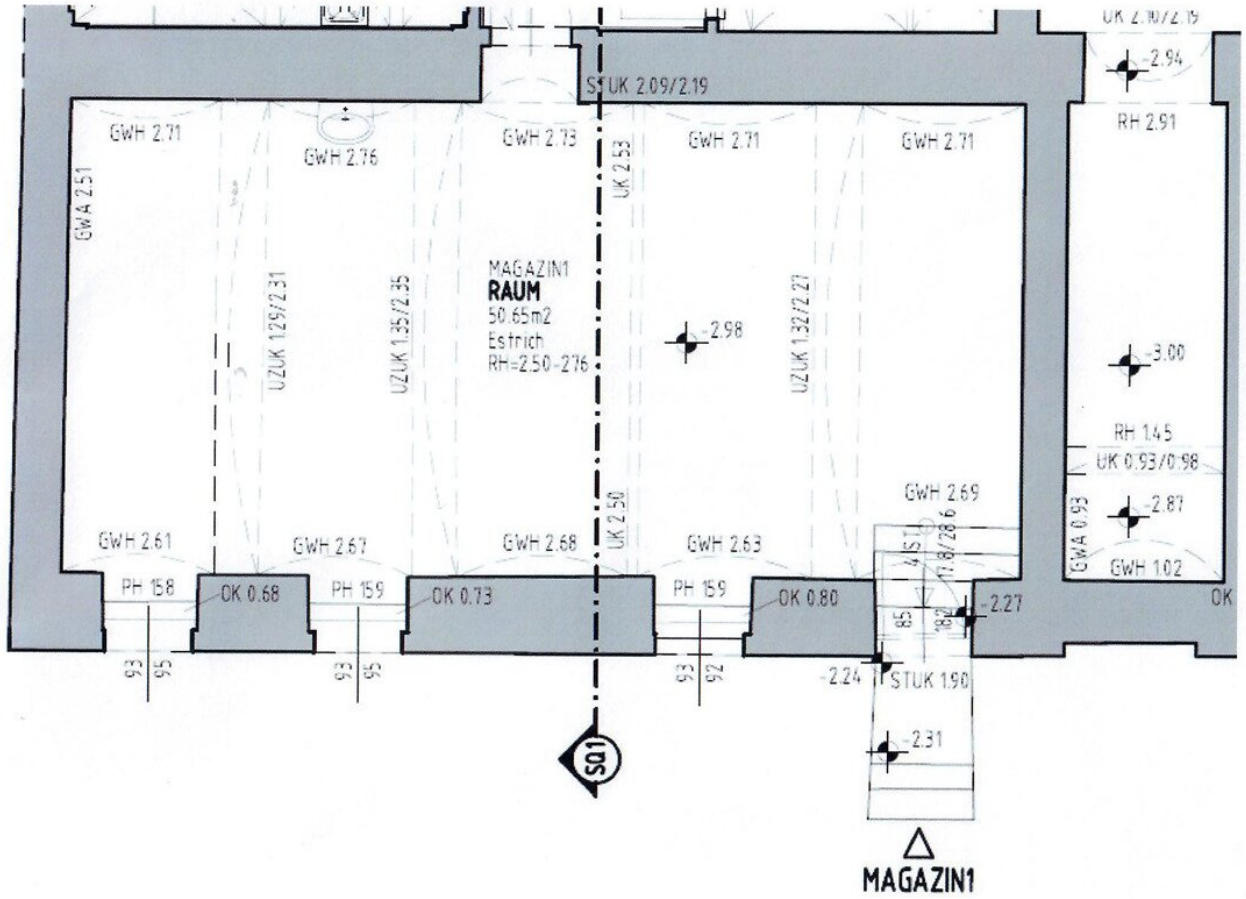 UK 2.10/2.19
-2.94
STUK 2.09/2.19
RH 2.91
GWH 2.71
GWH 2.76
GWH 2.73
GWH 2.71
GWH 2.71
GWA 2.51
UK 2.53
UZUK 1.29/2.31
UZUK 1.35/2.35
MAGAZIN1
RAUM
50.65m2
Estrich
RH=2.50-276
-2.98
UZUK 1.32/2.27
-3.00
RH 1.45
UK 0.93/0.98
GWH 2.69
UK 2.50
4ST
17.8/28.6
GWA 0.93
-2.87
GWH 2.61
GWH 2.67
GWH 2.68
GWH 2.63
GWH 1.02
PH 158
OK 0.68
PH 159
OK 0.73
PH 159
OK 0.80
85
182
-2.27
OK
93
95
93
95
93
92
-2.24
STUK 1.90
SQ1
-2.31
MAGAZIN1